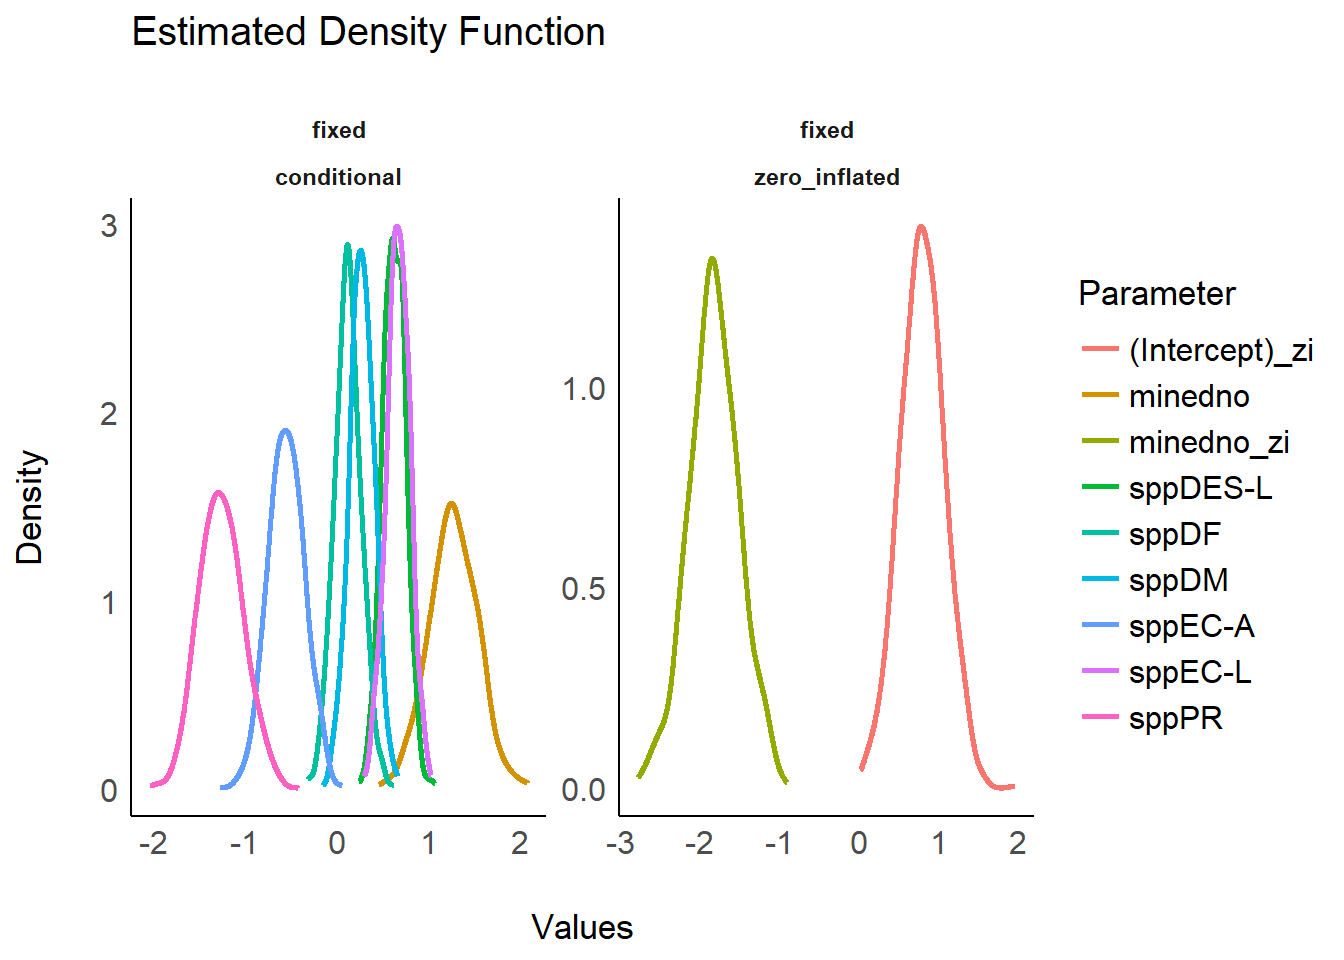 Estimated Density Function
fixed
conditional
fixed
zero_inflated
Density
3
2
1
0
1.0
0.5
0.0
-2 -1 0 1 2
-3 -2 -1 0 1 2
Values
Parameter
(Intercept)_zi
minedno
minedno_zi
sppDES-L
sppDF
sppDM
sppEC-A
sppEC-L
sppPR